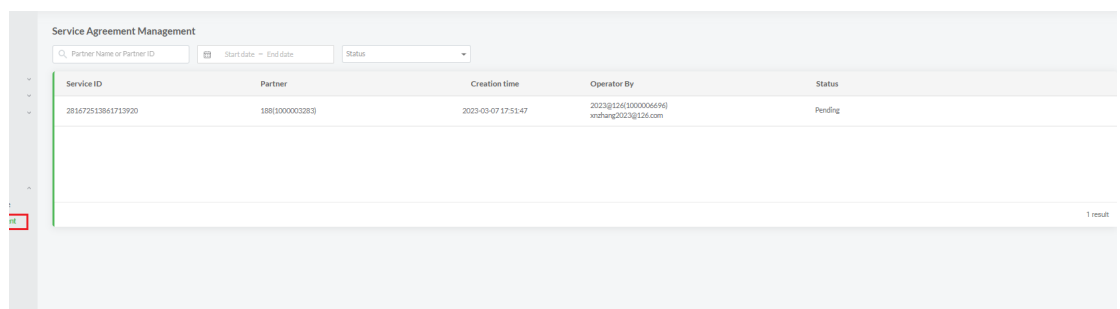 Service Agreement Management
Partner Name or Partner ID
Start date ~ End date
Status
Service ID Partner Creation time Operator By Status
281672513861713920 188(1000003283) 2023-03-07 17:51:47 2023@126(1000006696) Pending
xnzhang2023@126.com
1 result